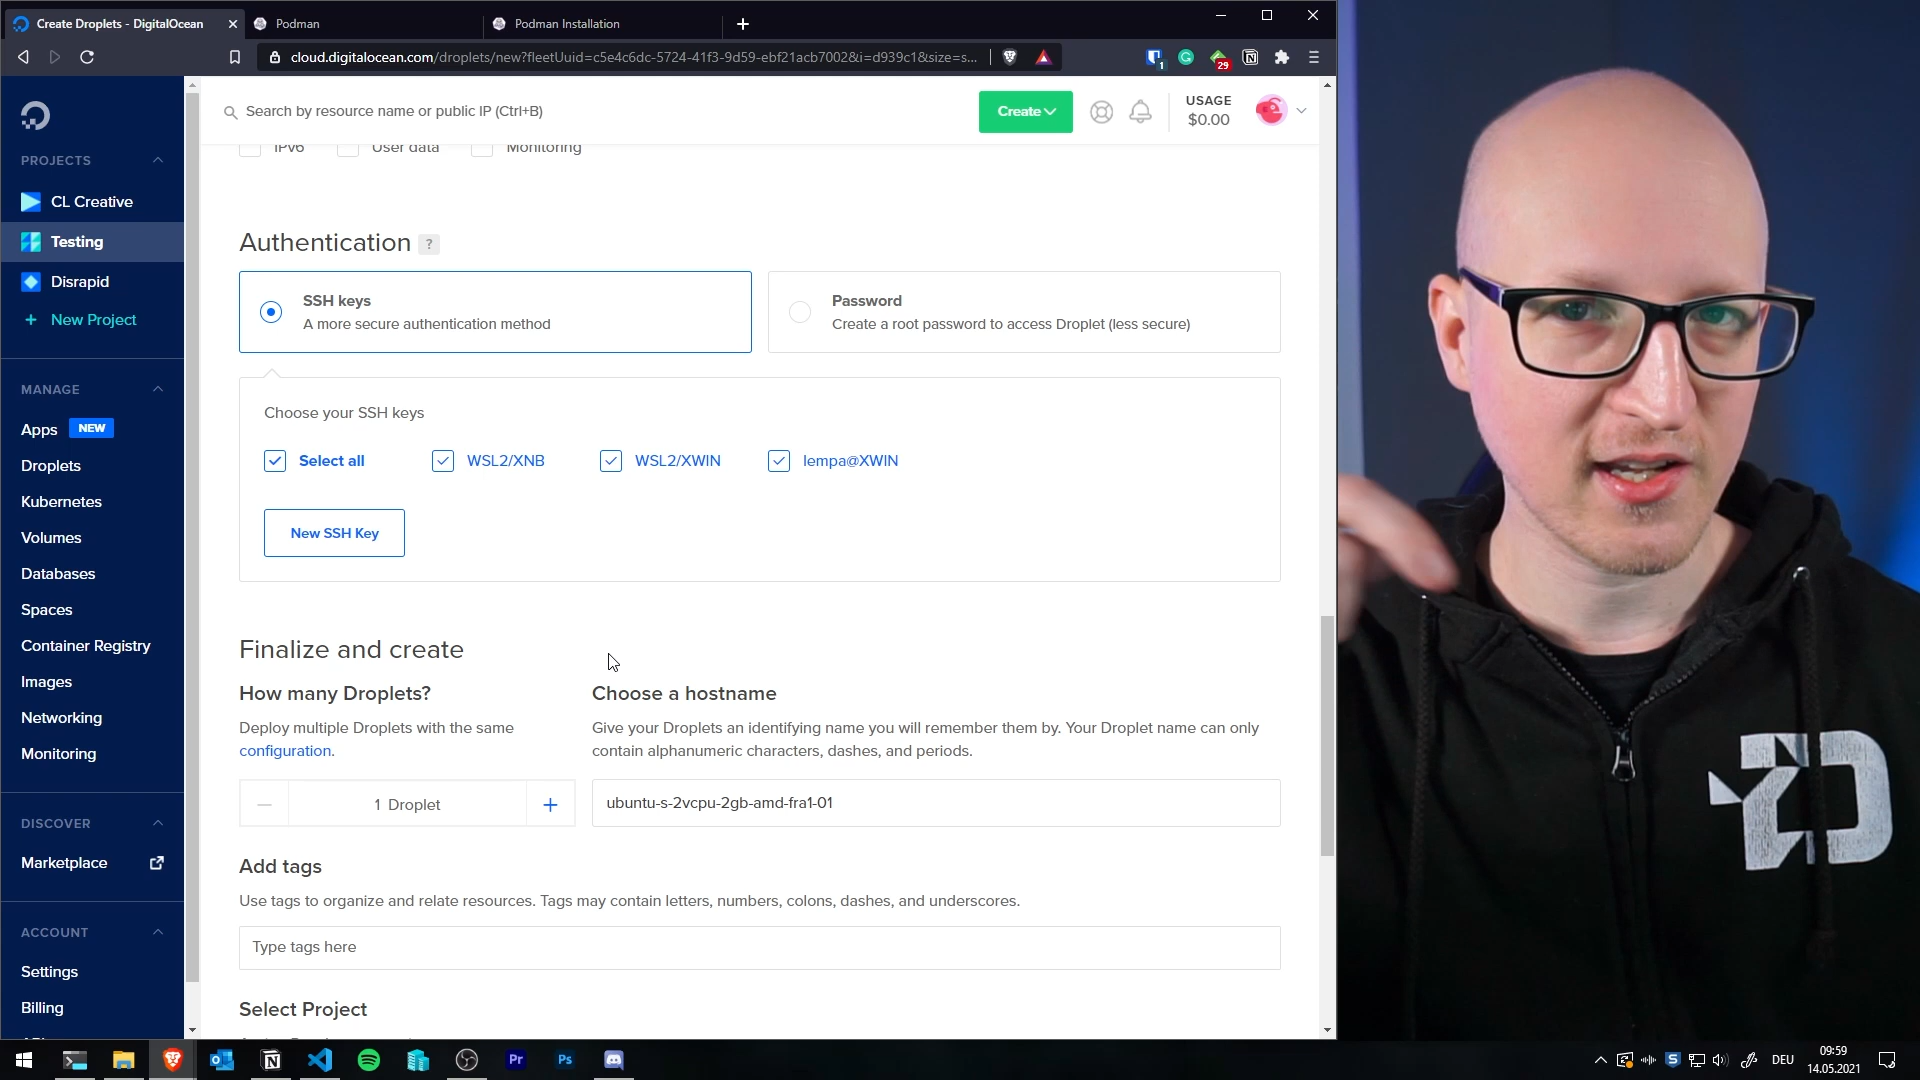 Create Droplets - DigitalOcean
Podman
Podman Installation
cloud.digitalocean.com/droplets/new?fleetUuid=c5e4c6dc-5724-41f3-9d59-ebf21acb7002&i=d939c1&size=s...
1
29
Search by resource name or public IP (Ctrl+B)
Create
USAGE
$0.00
PROJECTS
CL Creative
Testing
Disrapid
+ New Project
MANAGE
Apps NEW
Droplets
Kubernetes
Volumes
Databases
Spaces
Container Registry
Images
Networking
Monitoring
DISCOVER
Marketplace
ACCOUNT
Settings
Billing
IPv6 User data Monitoring
Authentication ?
SSH keys
A more secure authentication method
Password
Create a root password to access Droplet (less secure)
Choose your SSH keys
Select all WSL2/XNB WSL2/XWIN lempa@XWIN
New SSH Key
Finalize and create
How many Droplets?
Deploy multiple Droplets with the same
configuration.
1 Droplet
Choose a hostname
Give your Droplets an identifying name you will remember them by. Your Droplet name can only
contain alphanumeric characters, dashes, and periods.
ubuntu-s-2vcpu-2gb-amd-fra1-01
Add tags
Use tags to organize and relate resources. Tags may contain letters, numbers, colons, dashes, and underscores.
Type tags here
Select Project
Pr
Ps
DEU
09:59
14.05.2021